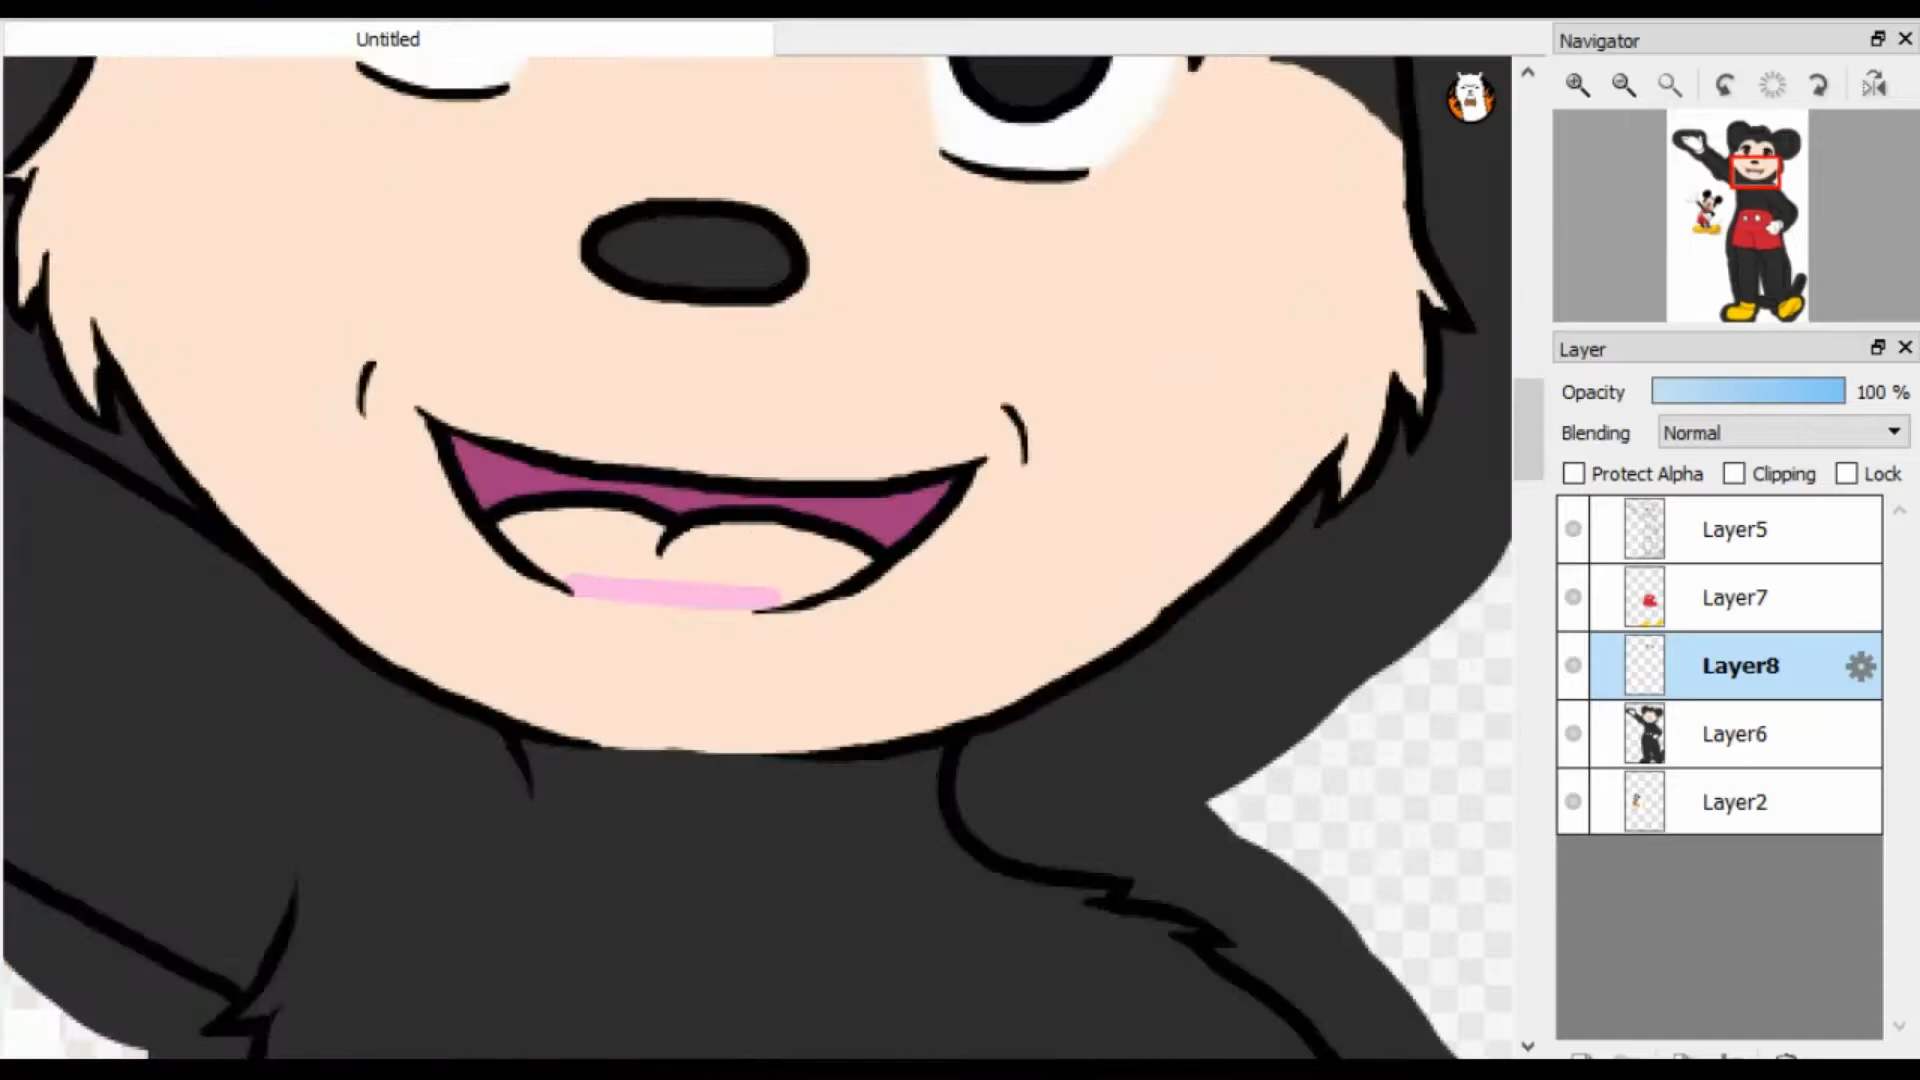 Untitled
Navigator
Layer
Opacity 100 %
Blending Normal
Protect Alpha Clipping Lock
Layer5
Layer7
Layer8
Layer6
Layer2